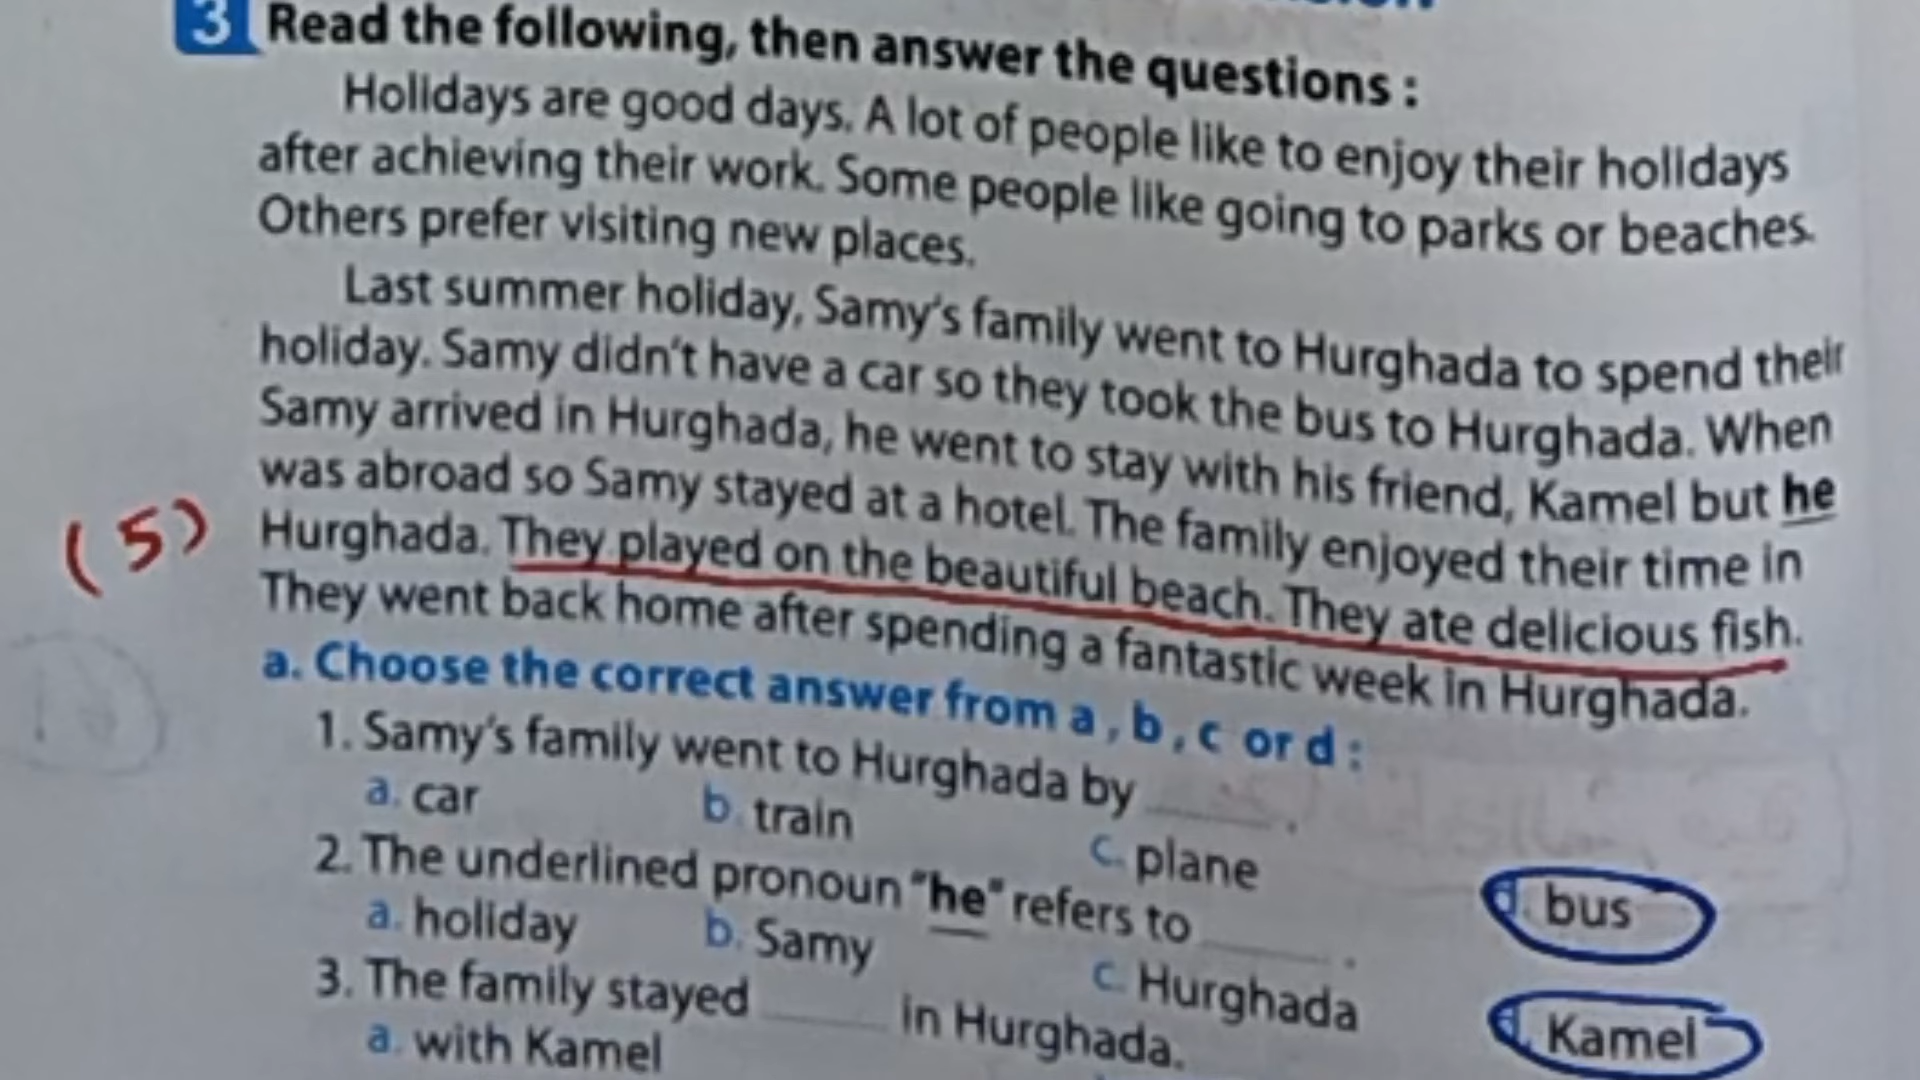 3 Read the following, then answer the questions :
Holidays are good days. A lot of people like to enjoy their holidays
after achieving their work. Some people like going to parks or beaches.
Others prefer visiting new places.
Last summer holiday, Samy's family went to Hurghada to spend their
holiday. Samy didn't have a car so they took the bus to Hurghada. When
Samy arrived in Hurghada, he went to stay with his friend, Kamel but he
was abroad so Samy stayed at a hotel. The family enjoyed their time in
(5) Hurghada. They played on the beautiful beach. They ate delicious fish.
They went back home after spending a fantastic week in Hurghada.
a. Choose the correct answer from a , b , c or d :
1. Samy's family went to Hurghada by ______ .
a. car b. train c. plane d. bus
2. The underlined pronoun "he" refers to ______ .
a. holiday b. Samy c. Hurghada d. Kamel
3. The family stayed ______ in Hurghada.
a. with Kamel